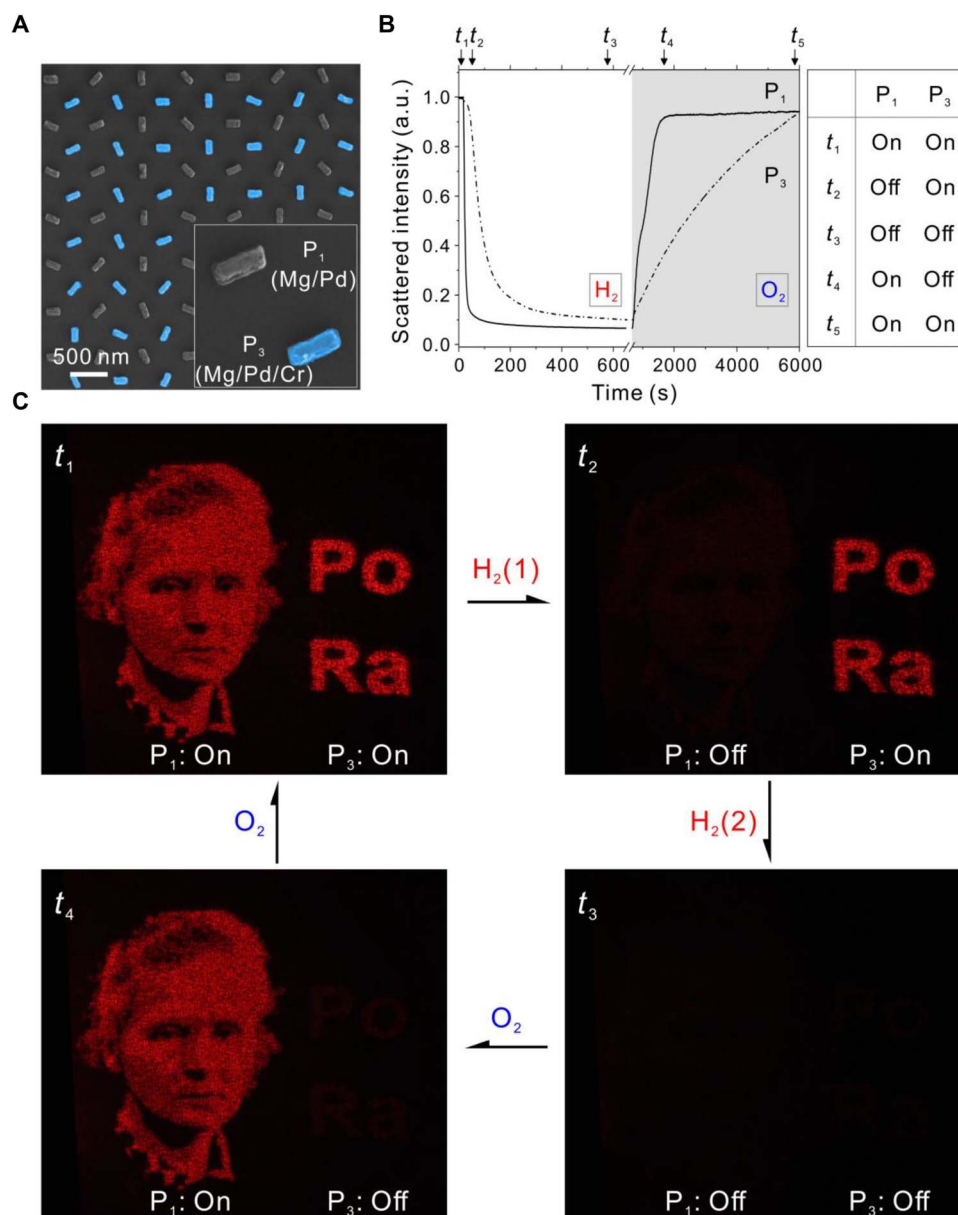 A
P1
(Mg/Pd)
P3
(Mg/Pd/Cr)
500 nm
B
t1 t2 t3 t4 t5
Scattered intensity (a.u.)
1.0
0.8
0.6
0.4
0.2
0.0
P1
P3
H2
O2
0 200 400 600 2000 4000 6000
Time (s)
P1 P3
t1 On On
t2 Off On
t3 Off Off
t4 On Off
t5 On On
C
t1
Po
Ra
P1: On P3: On
H2(1)
t2
Po
Ra
P1: Off P3: On
O2
H2(2)
t4
Po
Ra
P1: On P3: Off
O2
t3
Po
Ra
P1: Off P3: Off